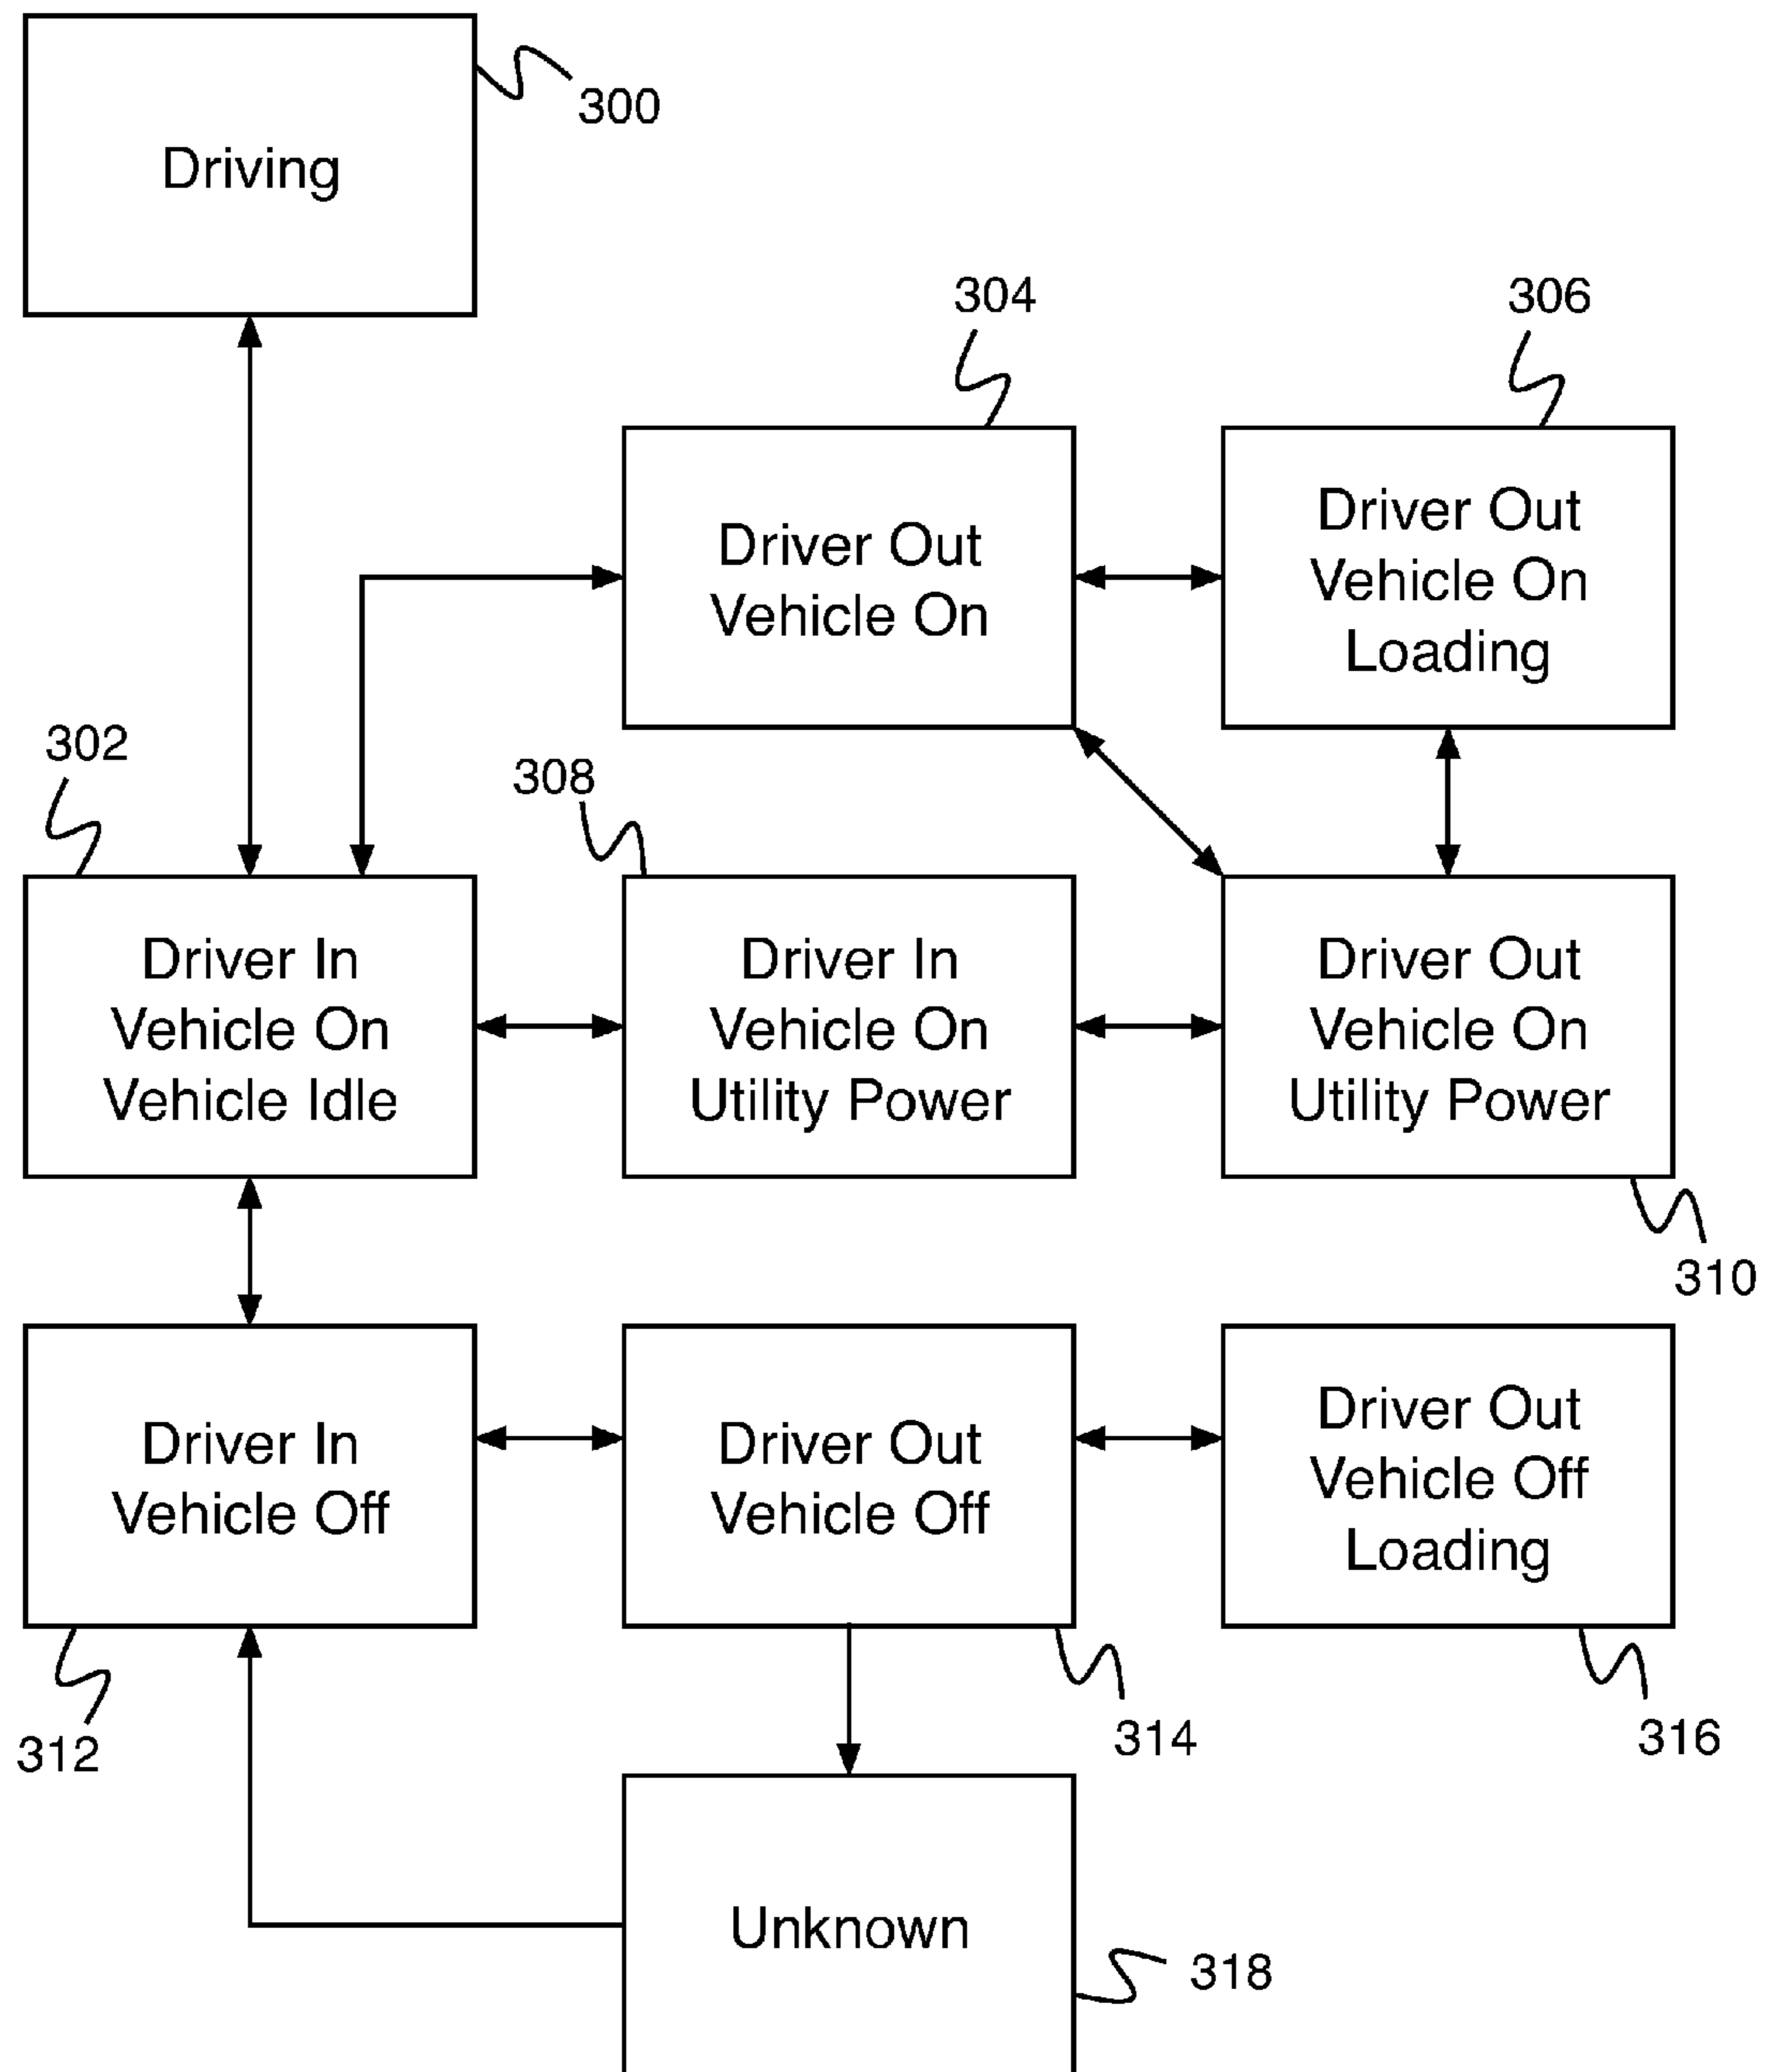 300
Driving
304
306
Driver Out
Vehicle On
Driver Out
Vehicle On
Loading
302
308
Driver In
Vehicle On
Vehicle Idle
Driver In
Vehicle On
Utility Power
Driver Out
Vehicle On
Utility Power
310
Driver In
Vehicle Off
Driver Out
Vehicle Off
Driver Out
Vehicle Off
Loading
312
314
316
Unknown
318